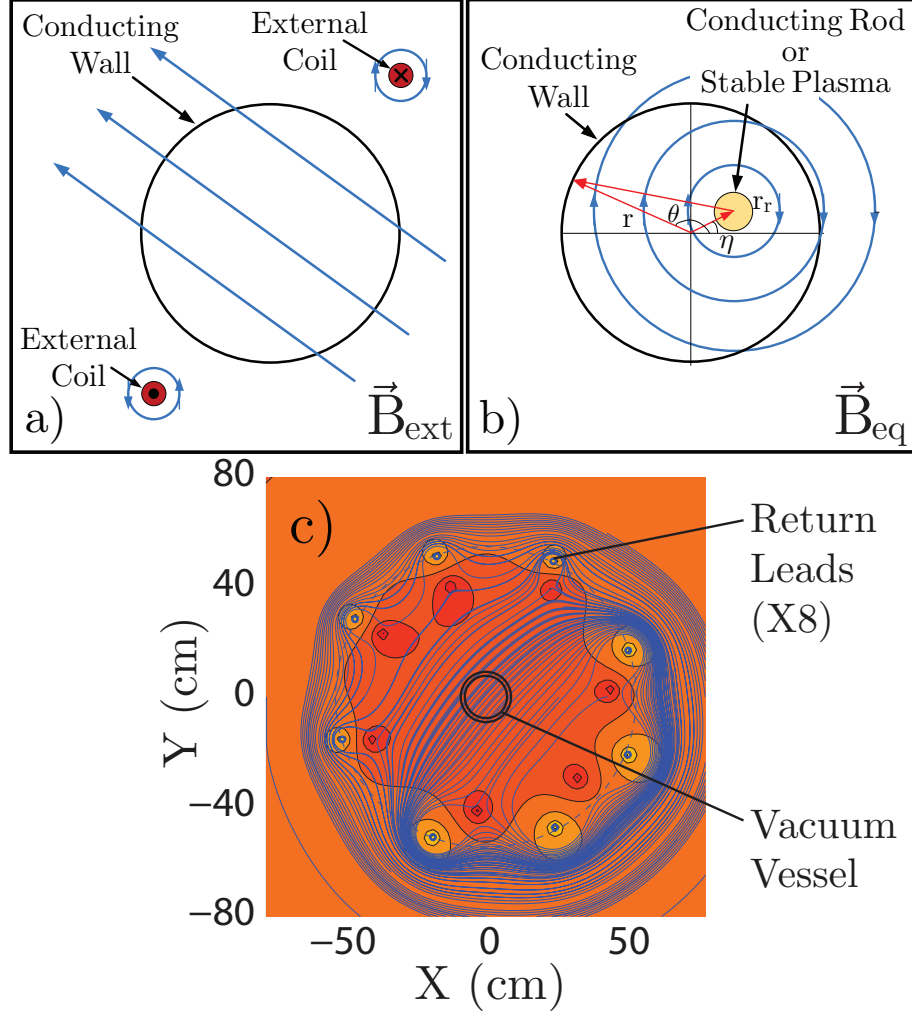 Conducting
Wall
External
Coil
External
Coil
a)
B⃗ext
Conducting Rod
or
Stable Plasma
Conducting
Wall
r
θ
rr
η
b)
B⃗eq
c)
Return
Leads
(X8)
Vacuum
Vessel
80
40
0
−40
−80
Y (cm)
−50
0
50
X (cm)